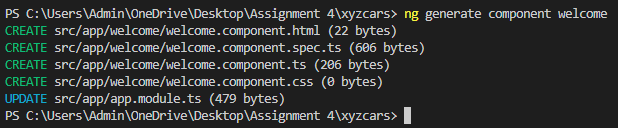 PS C:\Users\Admin\OneDrive\Desktop\Assignment 4\xyzcars> ng generate component welcome
CREATE src/app/welcome/welcome.component.html (22 bytes)
CREATE src/app/welcome/welcome.component.spec.ts (606 bytes)
CREATE src/app/welcome/welcome.component.ts (206 bytes)
CREATE src/app/welcome/welcome.component.css (0 bytes)
UPDATE src/app/app.module.ts (479 bytes)
PS C:\Users\Admin\OneDrive\Desktop\Assignment 4\xyzcars>